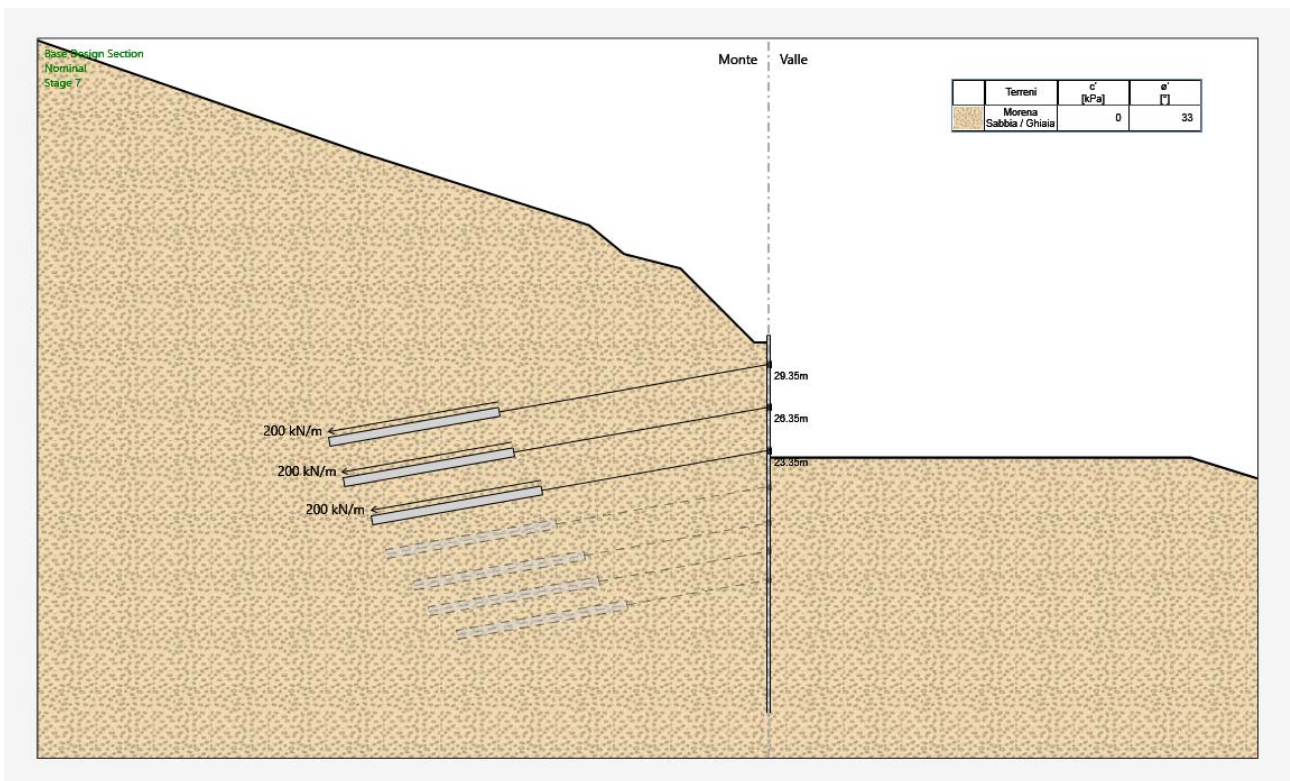 Base Design Section
Nominal
Stage 7
Monte Valle
Terreni c' ø'
[kPa] [°]
Morena
Sabbia / Ghiaia 0 33
29.35m
26.35m
23.35m
200 kN/m
200 kN/m
200 kN/m